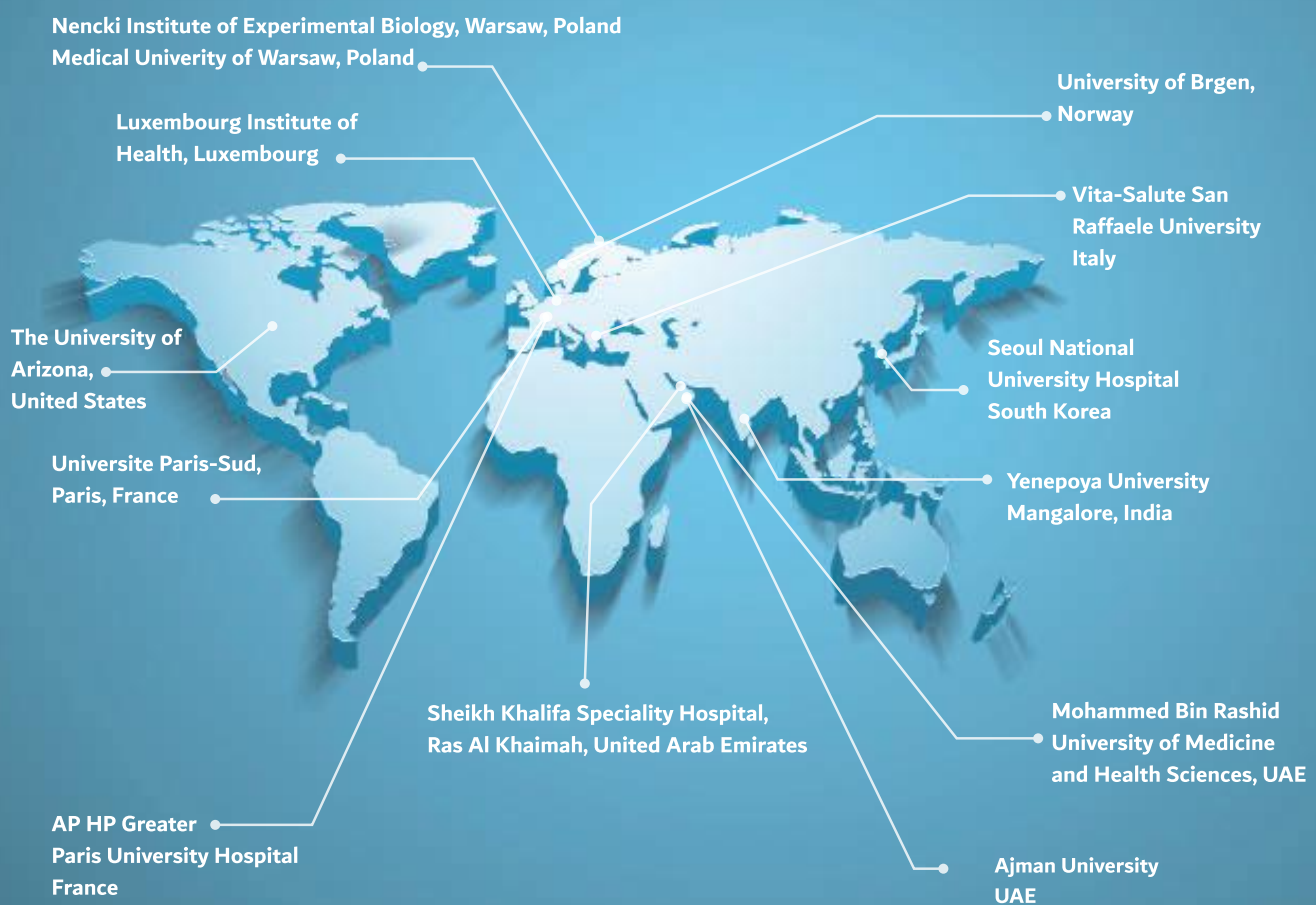 Nencki Institute of Experimental Biology, Warsaw, Poland
Medical Univerity of Warsaw, Poland
University of Brgen,
Norway
Luxembourg Institute of
Health, Luxembourg
Vita-Salute San
Raffaele University
Italy
The University of
Arizona,
United States
Seoul National
University Hospital
South Korea
Universite Paris-Sud,
Paris, France
Yenepoya University
Mangalore, India
Sheikh Khalifa Speciality Hospital,
Ras Al Khaimah, United Arab Emirates
Mohammed Bin Rashid
University of Medicine
and Health Sciences, UAE
AP HP Greater
Paris University Hospital
France
Ajman University
UAE